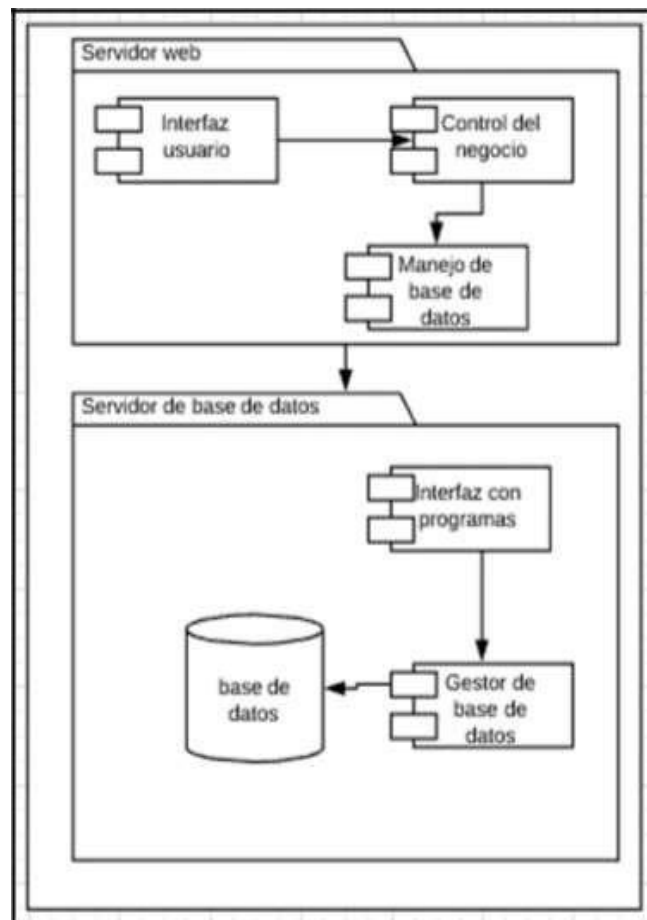 Servidor web
Interfaz
usuario
Control del
negocio
Manejo de
base de
datos
Servidor de base de datos
Interfaz con
programas
base de
datos
Gestor de
base de
datos